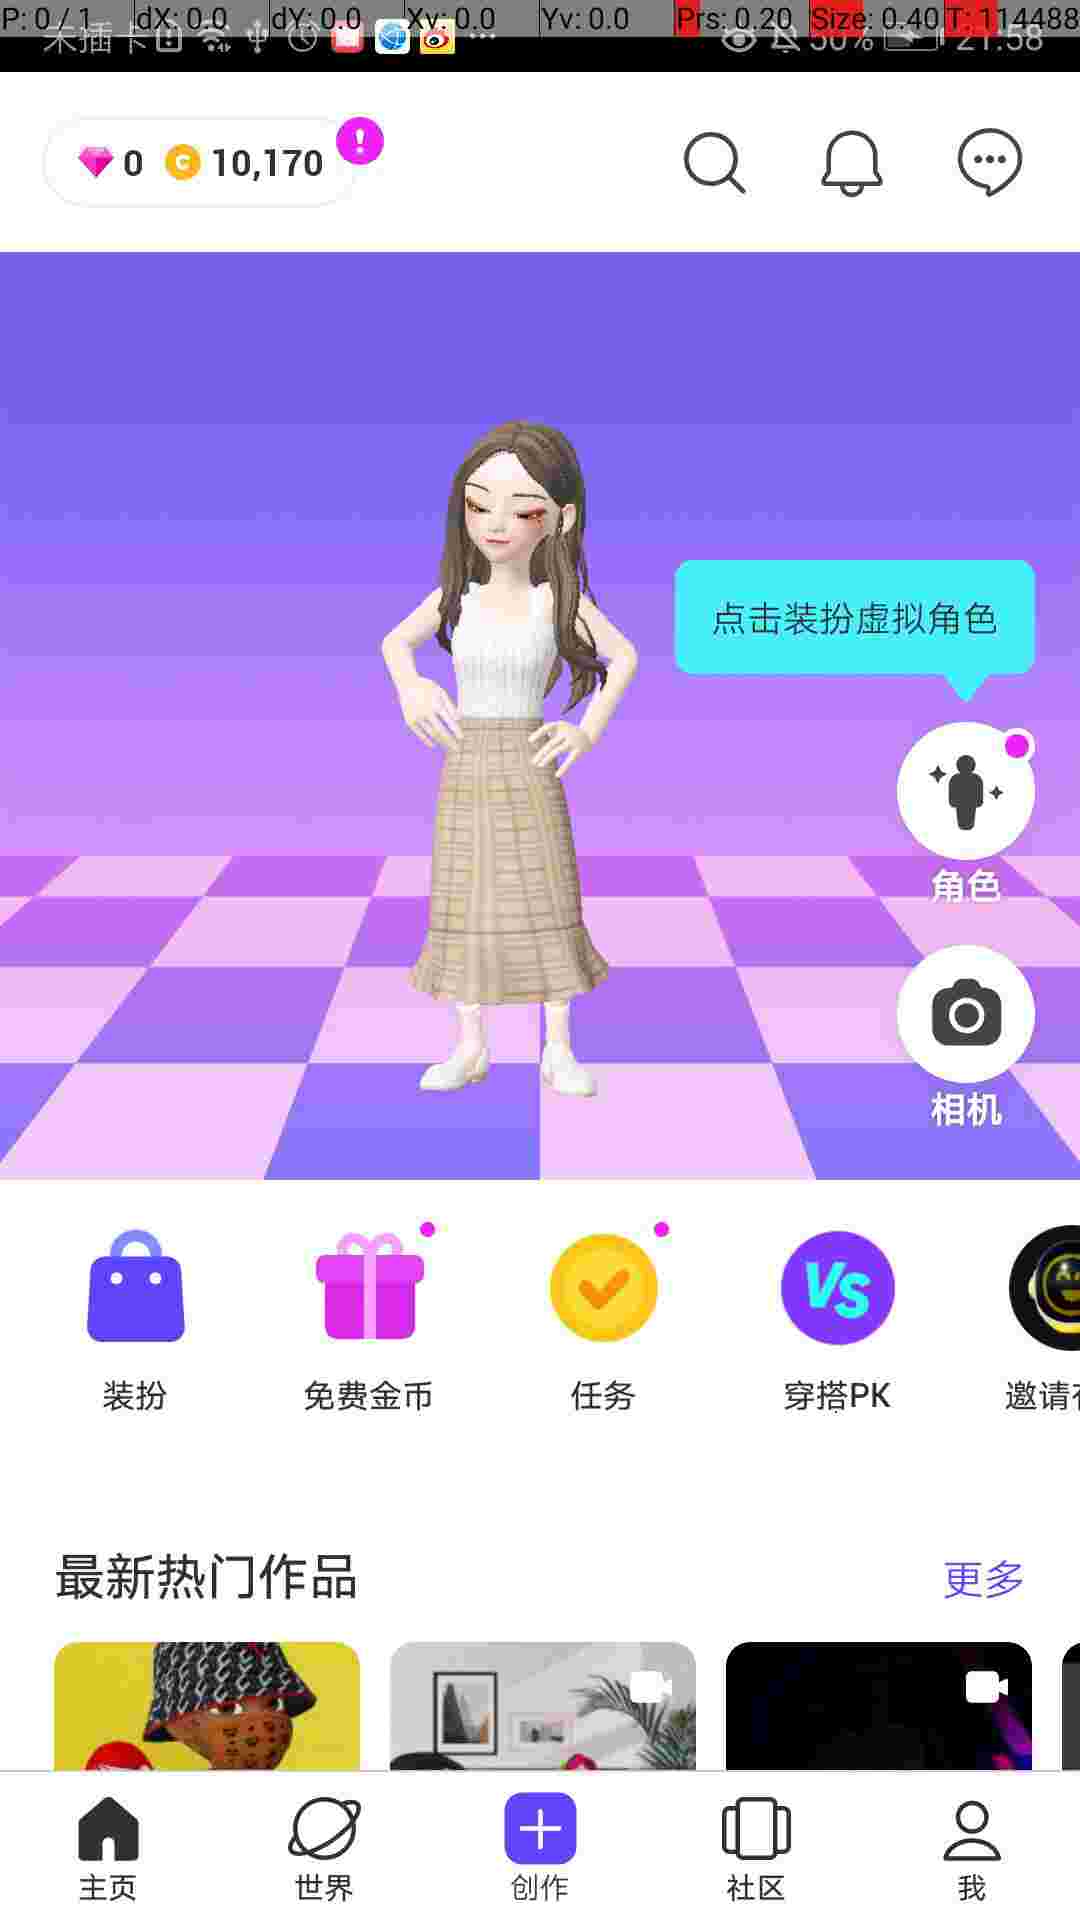 P: 0 / 1 dX: 0.0 dY: 0.0 Xv: 0.0 Yv: 0.0 Prs: 0.20 Size: 0.40 T: 114488
未插卡 50% 21:58
0 C 10,170 !
点击装扮虚拟角色
角色
相机
VS
装扮 免费金币 任务 穿搭PK 邀请
最新热门作品 更多
主页 世界 创作 社区 我